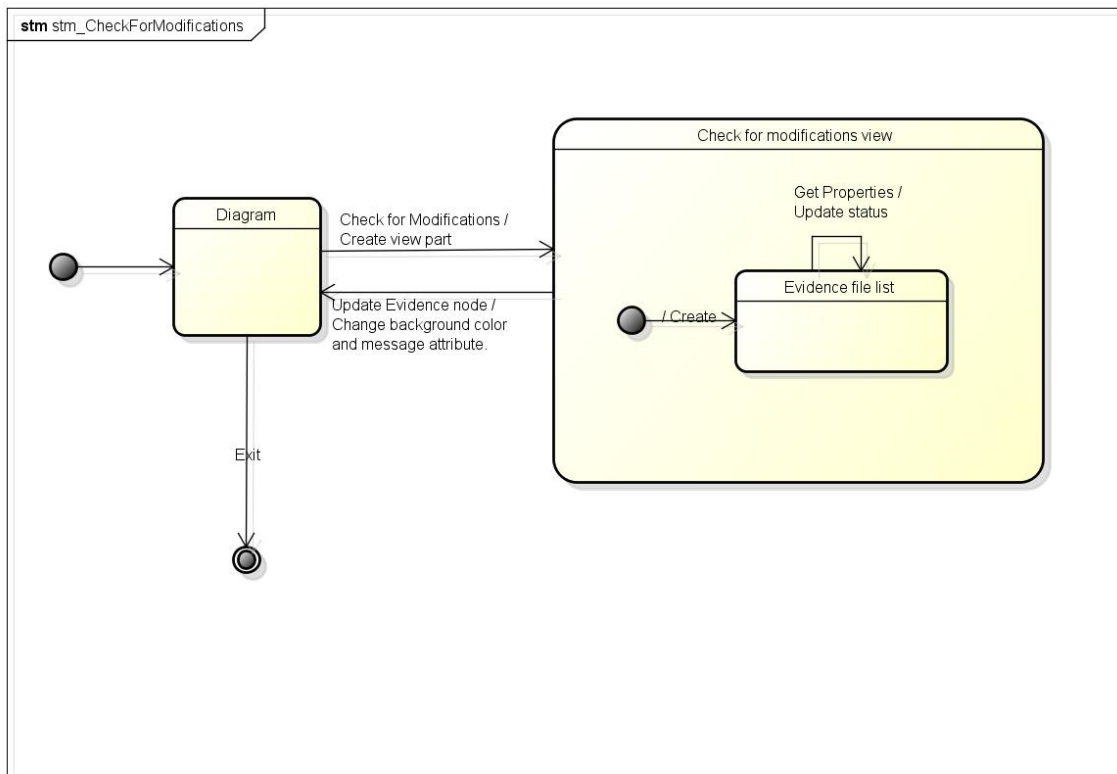 stm stm_CheckForModifications
Check for modifications view
Get Properties /
Update status
Diagram
Check for Modifications /
Create view part
Evidence file list
Update Evidence node /
Change background color
and message attribute.
/ Create
Exit